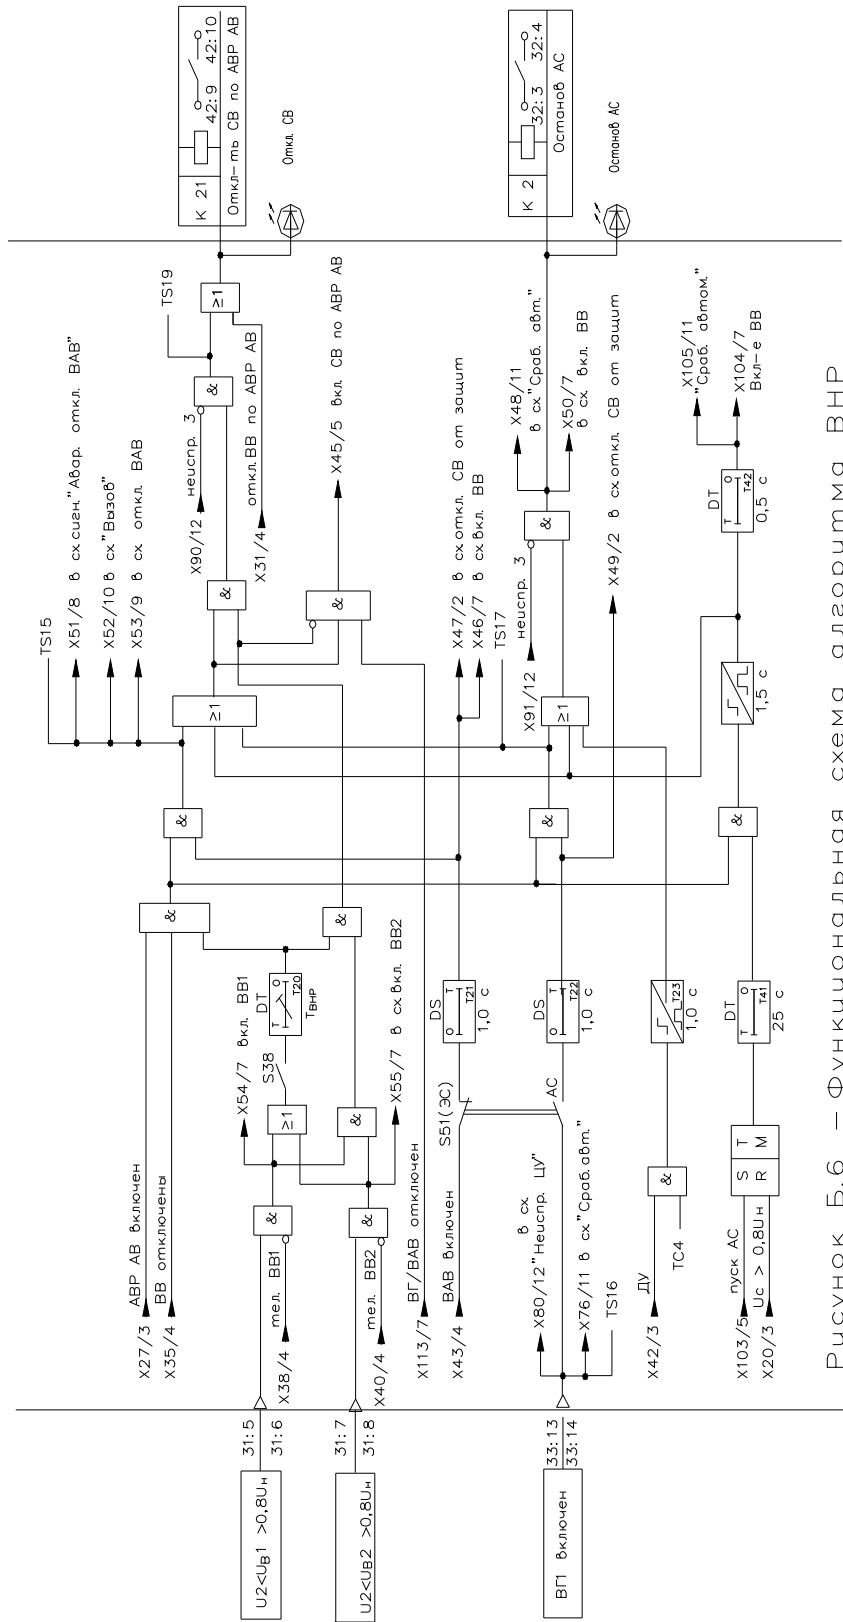 К 21
42:9 42:10
Откл-ть СВ по АВР АВ
Откл. СВ
К 2
32:3 32:4
Останов АС
Останов АС
TS15
X51/8 в сх.сигн."Авар. откл. ВАВ"
X52/10 в сх."Вызов"
X53/9 в сх. откл. ВАВ
X90/12
неиспр. 3
TS19
≥1
&
X31/4
откл.ВВ по АВР АВ
&
≥1
&
X45/5 вкл. СВ по АВР АВ
X47/2 в сх.откл. СВ от защит
X46/7 в сх.вкл. ВВ
TS17
X91/12
неиспр. 3
&
X48/11
в сх."Сраб. авт."
X50/7
в сх. вкл. ВВ
≥1
X49/2 в сх.откл. СВ от защит
X105/11
"Сраб. автом."
X104/7
Вкл-е ВВ
DT
T42
0,5 с
1,5 с
&
&
&
&
&
АВР АВ включен
X27/3
ВВ отключены
X35/4
DT
T20
Tвнр
S38
≥1
X54/7 вкл. ВВ1
&
X55/7 в сх.вкл. ВВ2
&
тел. ВВ1
X38/4
&
тел. ВВ2
X40/4
X113/7
ВГ/ВАВ отключен
X43/4
ВАВ включен
S51(ЭС)
АС
DS
T21
1,0 с
DS
T22
1,0 с
X80/12
в сх.
"Неиспр. ЦУ"
X76/11 в сх."Сраб.авт."
TS16
X42/3
ДУ
TC4
&
T23
1,0 с
X103/5
пуск АС
X20/3
Uс > 0,8Uн
S T
R M
DT
T41
25 с
U2<Uв1 >0,8Uн
31:5
31:6
U2<Uв2 >0,8Uн
31:7
31:8
ВГ1 включен
33:13
33:14
Рисунок Б.6 – Функциональная схема алгоритма ВНР